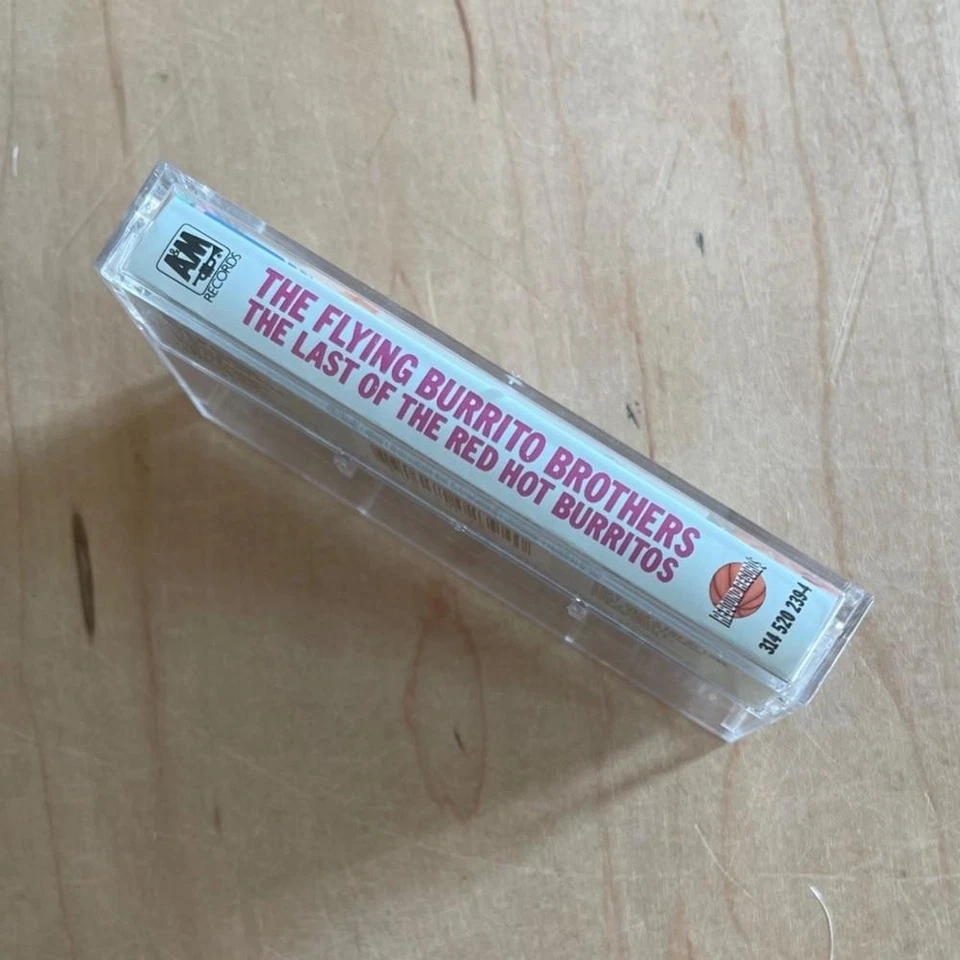 A&M
RECORDS
THE FLYING BURRITO BROTHERS
THE LAST OF THE RED HOT BURRITOS
REBOUND RECORDS
314 520 239-4